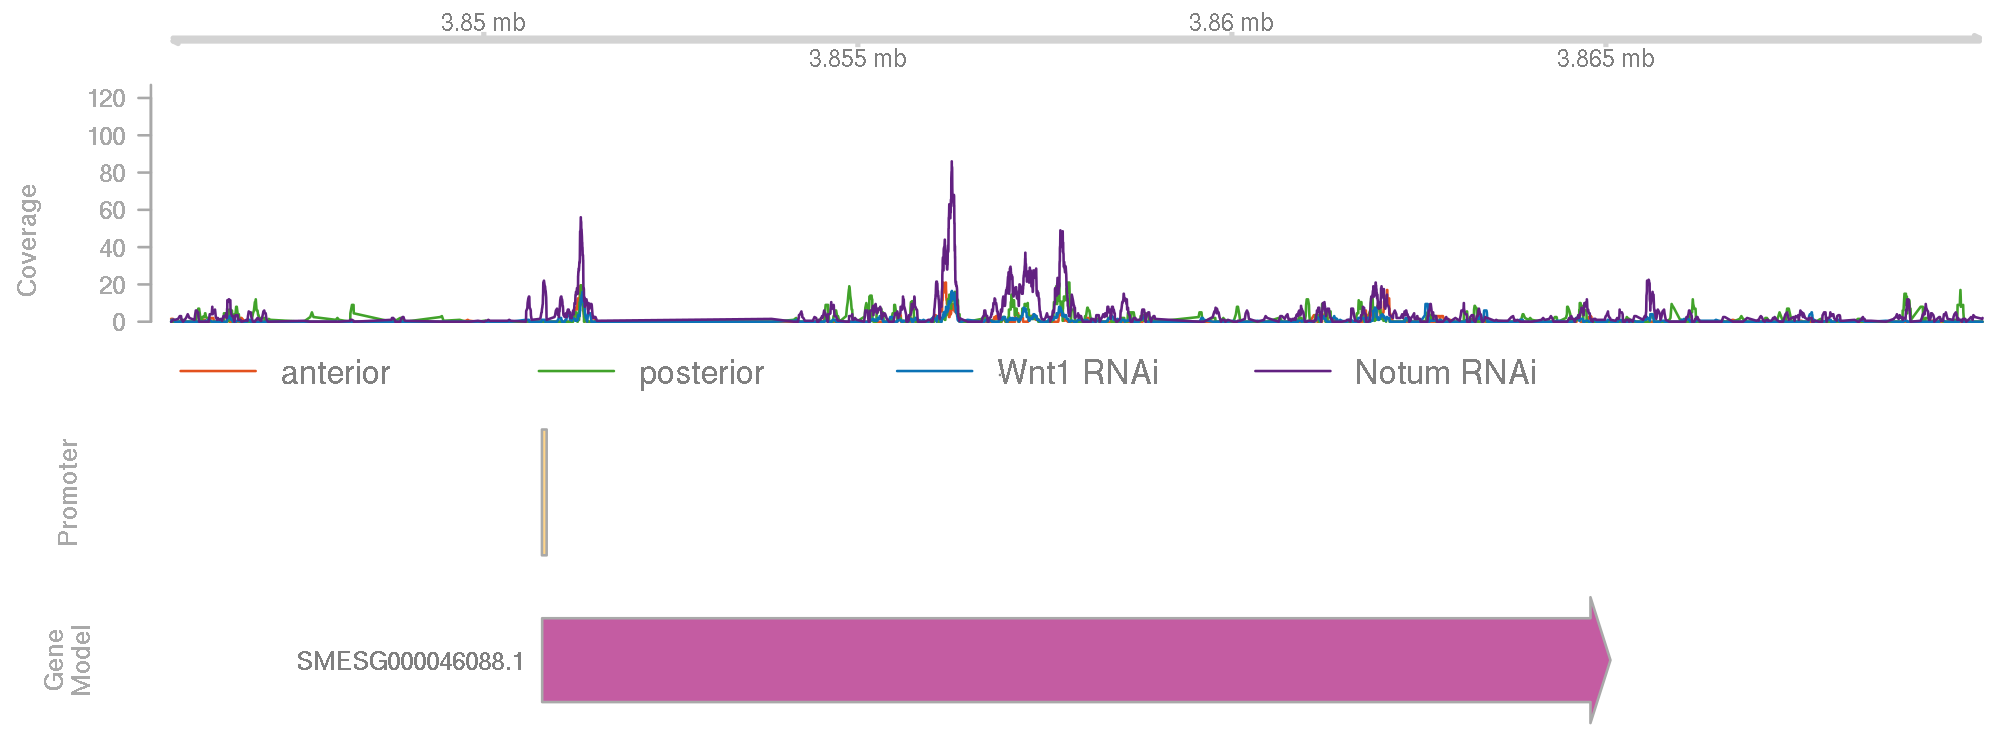 3.85 mb
3.86 mb
3.855 mb
3.865 mb
Coverage
120
100
80
60
40
20
0
anterior
posterior
Wnt1 RNAi
Notum RNAi
Promoter
Gene
Model
SMESG000046088.1